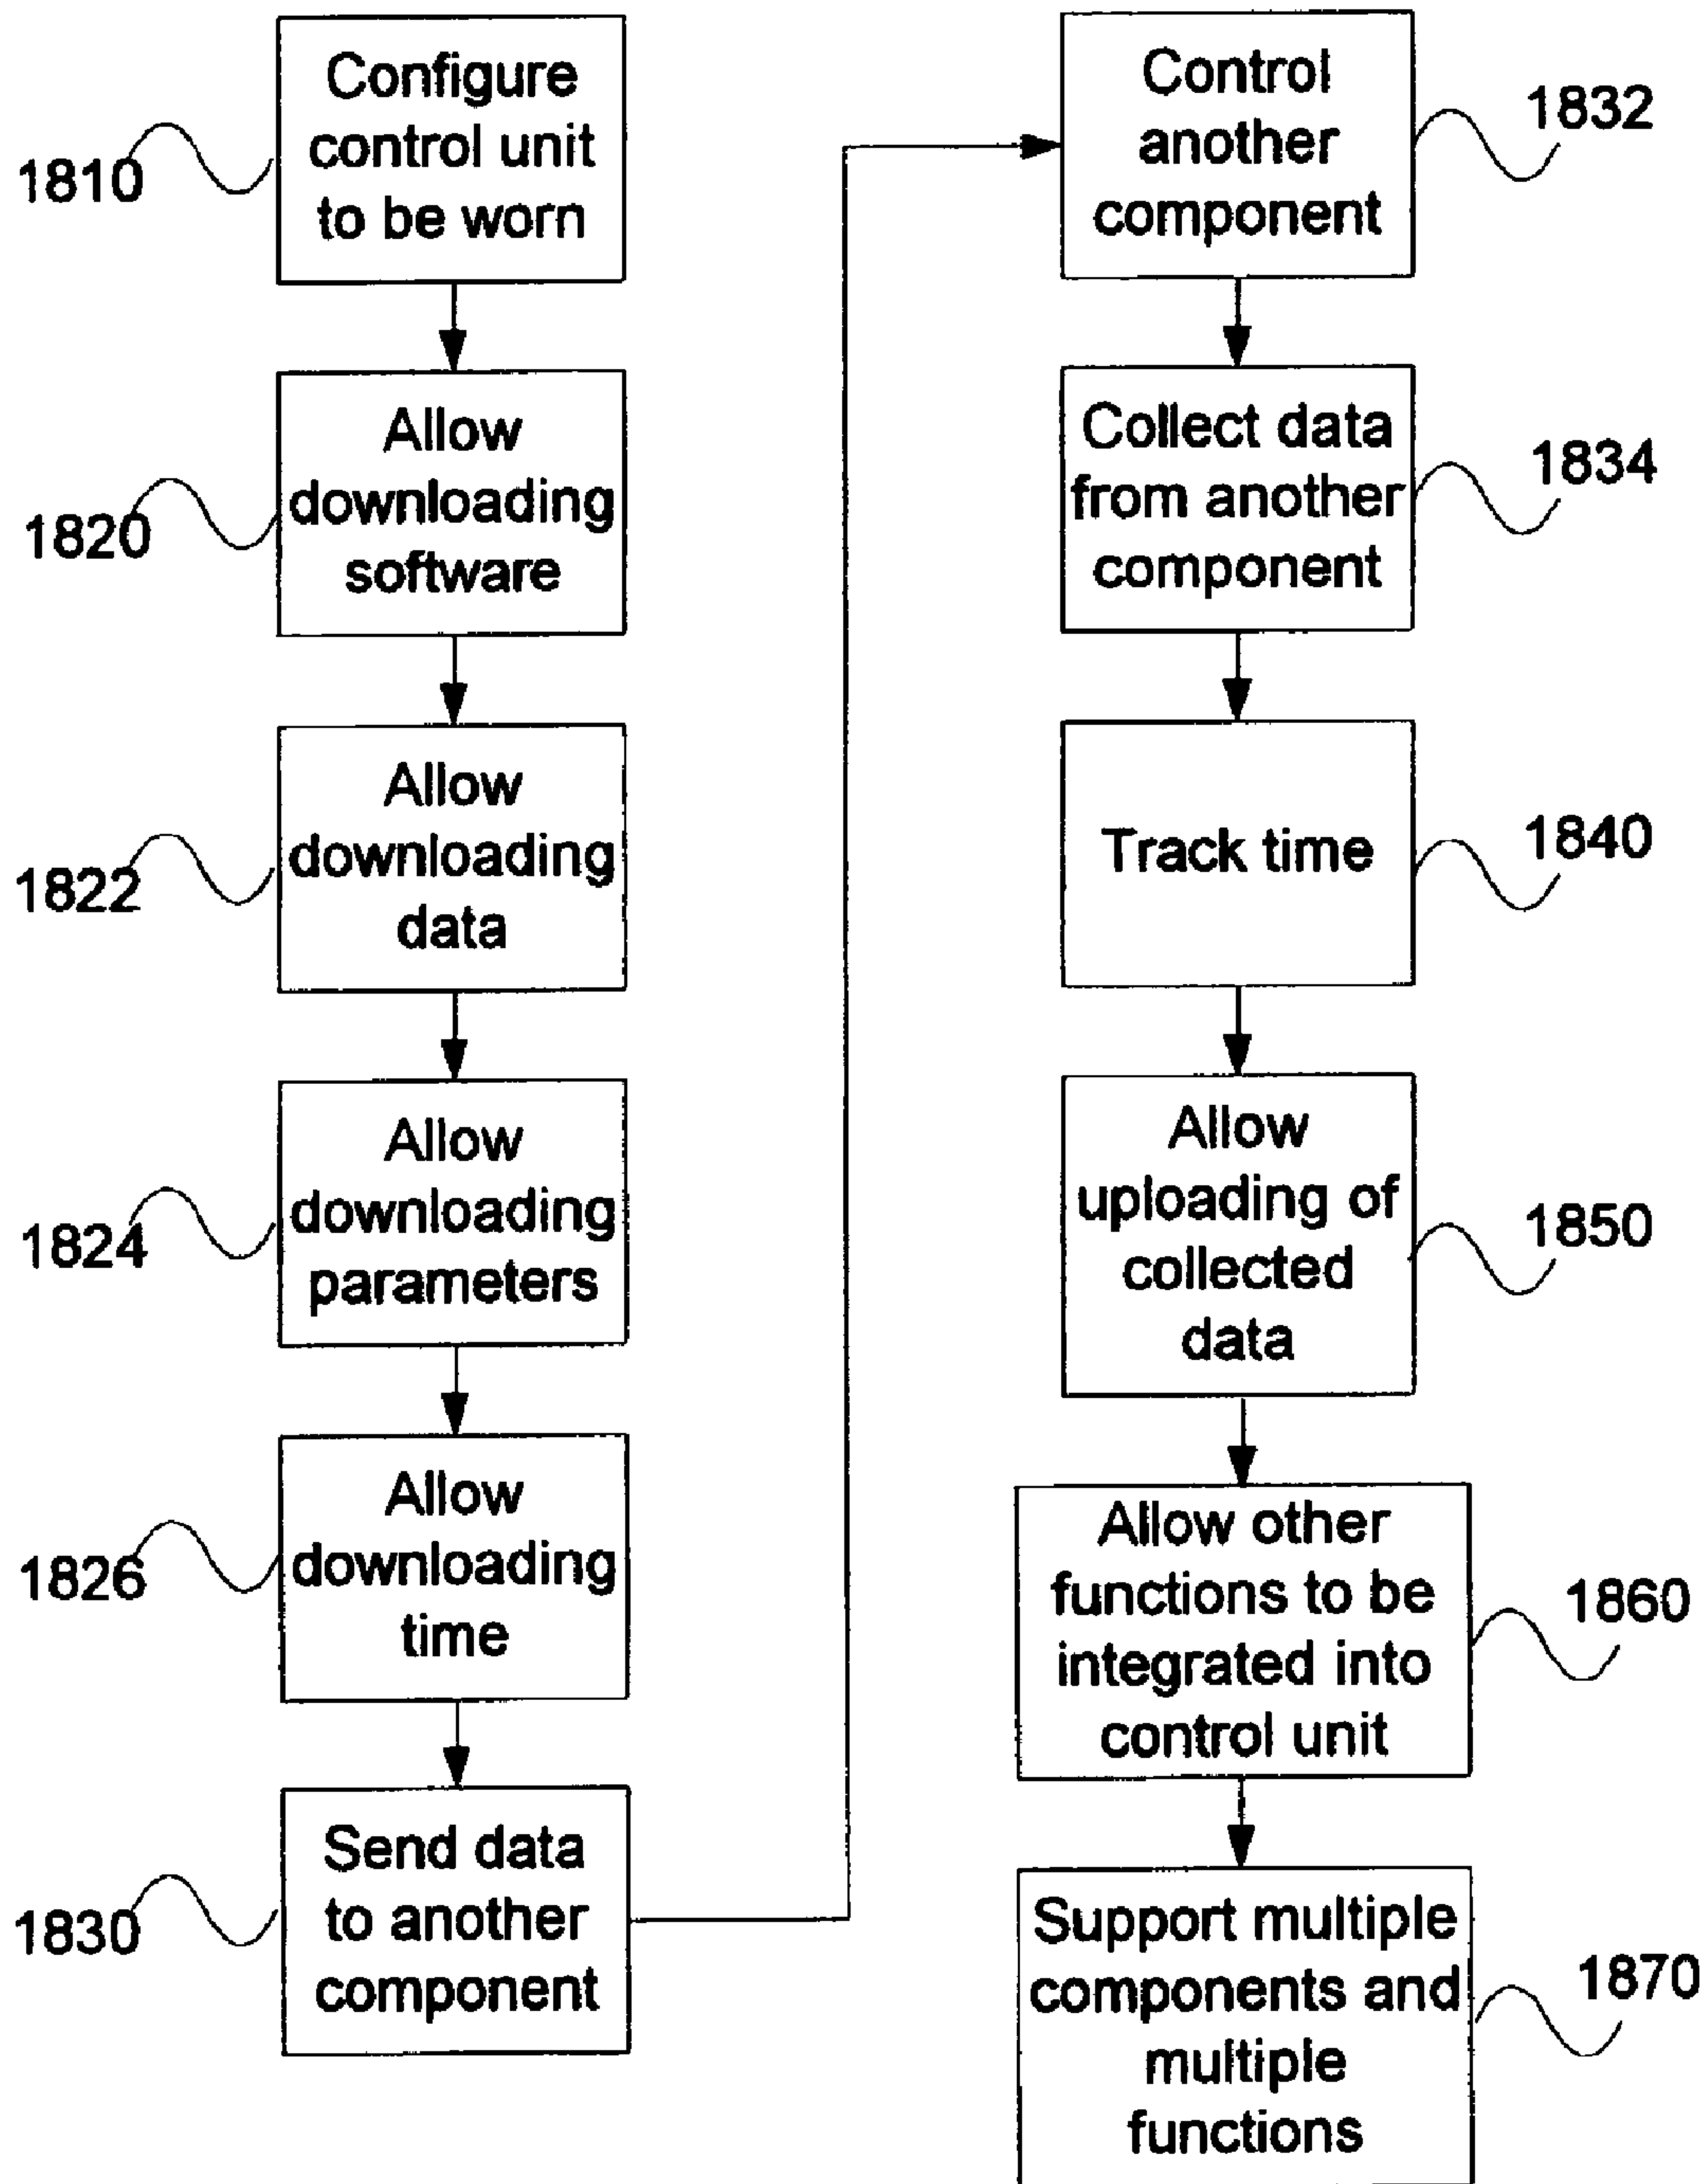 Configure
control unit
to be worn
1810
Allow
downloading
software
1820
Allow
downloading
data
1822
Allow
downloading
parameters
1824
Allow
downloading
time
1826
Send data
to another
component
1830
Control
another
component
1832
Collect data
from another
component
1834
Track time
1840
Allow
uploading of
collected
data
1850
Allow other
functions to be
integrated into
control unit
1860
Support multiple
components and
multiple
functions
1870